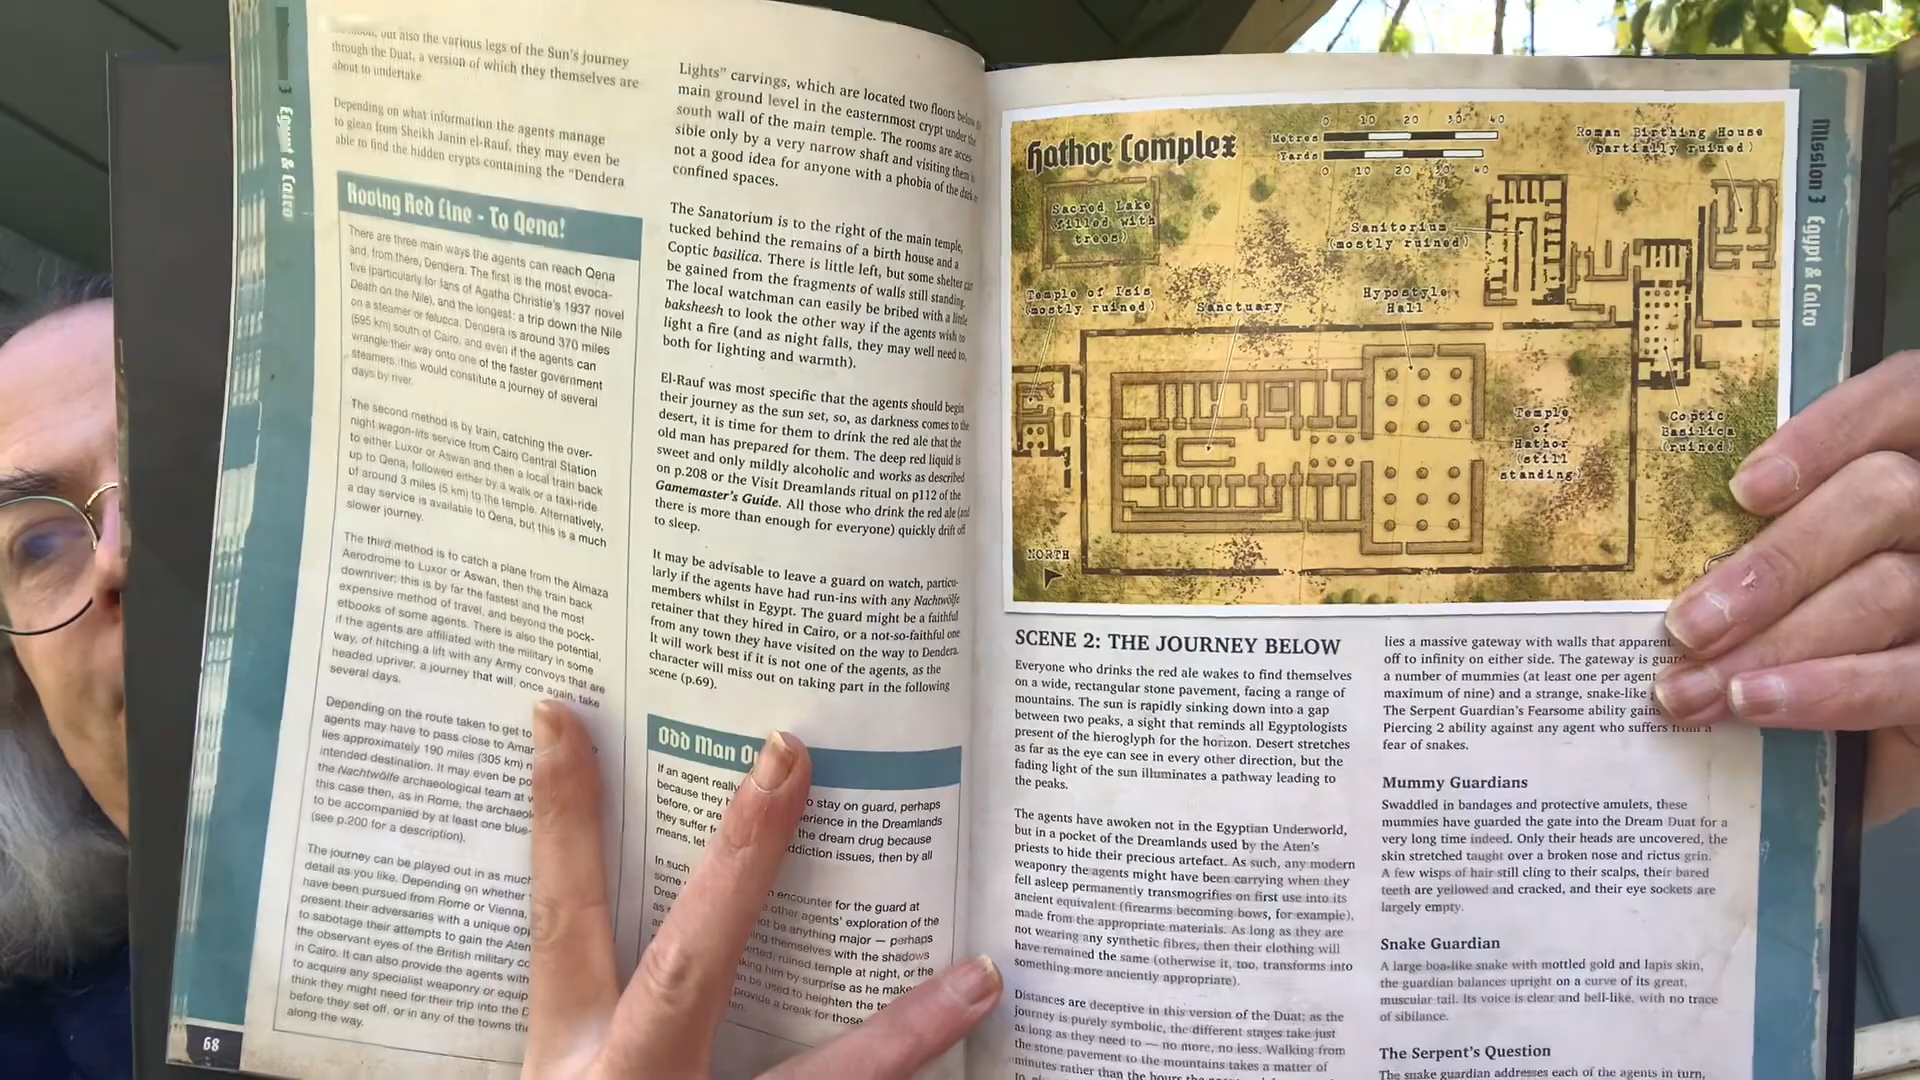 but also the various legs of the Sun's journey
through the Duat, a version of which they themselves are
about to undertake
Depending on what information the agents manage
to glean from Sheikh Janin el-Rauf, they may even be
able to find the hidden crypts containing the "Dendera
Roving Red Line - To Qena!
There are three main ways the agents can reach Qena
and, from there, Dendera. The first is the most evoca-
tive (particularly for fans of Agatha Christie's 1937 novel
Death on the Nile), and the longest: a trip down the Nile
on a steamer or felucca. Dendera is around 370 miles
(595 km) south of Cairo, and even if the agents can
wrangle their way onto one of the faster government
steamers, this would constitute a journey of several
days by river.
The second method is by train, catching the over-
night wagon-lits service from Cairo Central Station
to either Luxor or Aswan and then a local train back
up to Qena, followed either by a walk or a taxi-ride
of around 3 miles (5 km) to the temple. Alternatively,
a day service is available to Qena, but this is a much
slower journey.
The third method is to catch a plane from the Almaza
Aerodrome to Luxor or Aswan, then the train back
downriver; this is by far the fastest and the most
expensive method of travel, and beyond the pock-
etbooks of some agents. There is also the potential,
if the agents are affiliated with the military in some
way, of hitching a lift with any Army convoys that are
headed upriver, a journey that will, once again, take
several days.
Depending on the route taken to get to
agents may have to pass close to
lies approximately 190 miles (305 km)
intended destination. It may even be
the Nachtwölfe archaeological team at
this case then, as in Rome, the
to be accompanied by at least one
(see p.200 for a description).
The journey can be played out in as much
detail as you like. Depending on whether
have been pursued from Rome or Vienna,
present their adversaries with a unique
to sabotage their attempts to gain the
the observant eyes of the British military
in Cairo. It can also provide the agents with
to acquire any specialist weaponry or
think they might need for their trip into the
before they set off, or in any of the towns
along the way.
68
3 Egypt & Cairo
Lights" carvings, which are located two floors below
main ground level in the easternmost crypt under the
south wall of the main temple. The rooms are acces-
sible only by a very narrow shaft and visiting them is
not a good idea for anyone with a phobia of the dark or
confined spaces.
The Sanatorium is to the right of the main temple,
tucked behind the remains of a birth house and a
Coptic basilica. There is little left, but some shelter can
be gained from the fragments of walls still standing.
The local watchman can easily be bribed with a little
baksheesh to look the other way if the agents wish to
light a fire (and as night falls, they may well need to,
both for lighting and warmth).
El-Rauf was most specific that the agents should begin
their journey as the sun set, so, as darkness comes to the
desert, it is time for them to drink the red ale that the
old man has prepared for them. The deep red liquid is
sweet and only mildly alcoholic and works as described
on p.208 or the Visit Dreamlands ritual on p112 of the
Gamemaster's Guide. All those who drink the red ale (and
there is more than enough for everyone) quickly drift off
to sleep.
It may be advisable to leave a guard on watch, particu-
larly if the agents have had run-ins with any Nachtwölfe
members whilst in Egypt. The guard might be a faithful
retainer that they hired in Cairo, or a not-so-faithful one
from any town they have visited on the way to Dendera.
It will work best if it is not one of the agents, as the
character will miss out on taking part in the following
scene (p.69).
Odd Man
If an agent really to stay on guard, perhaps
because they experience in the Dreamlands
before, or are the dream drug because
they suffer addiction issues, then by all
means, let
In such an encounter for the guard at
some other agents' exploration of the
not be anything major — perhaps
themselves with the shadows
ruined temple at night, or the
him by surprise as he
be used to heighten the
provide a break for those
Hathor Complex
Metres
0 10 20 30 40
Yards
0 10 20 30 40
Roman Birthing House
(partially ruined)
Sacred Lake
(filled with
trees)
Sanitorium
(mostly ruined)
Temple of Isis
(mostly ruined)
Sanctuary
Hypostyle
Hall
Temple
of
Hathor
(still
standing)
Coptic
Basilica
(ruined)
NORTH
Mission 3 Egypt & Cairo
SCENE 2: THE JOURNEY BELOW
Everyone who drinks the red ale wakes to find themselves
on a wide, rectangular stone pavement, facing a range of
mountains. The sun is rapidly sinking down into a gap
between two peaks, a sight that reminds all Egyptologists
present of the hieroglyph for the horizon. Desert stretches
as far as the eye can see in every other direction, but the
fading light of the sun illuminates a pathway leading to
the peaks.
The agents have awoken not in the Egyptian Underworld,
but in a pocket of the Dreamlands used by the Aten's
priests to hide their precious artefact. As such, any modern
weaponry the agents might have been carrying when they
fell asleep permanently transmogrifies on first use into its
ancient equivalent (firearms becoming bows, for example),
made from the appropriate materials. As long as they are
not wearing any synthetic fibres, then their clothing will
have remained the same (otherwise it, too, transforms into
something more anciently appropriate).
Distances are deceptive in this version of the Duat; as the
journey is purely symbolic, the different stages take just
as long as they need to — no more, no less. Walking from
the stone pavement to the mountains takes a matter of
minutes rather than the hours
lies a massive gateway with walls that
off to infinity on either side. The gateway is
a number of mummies (at least one per agent
maximum of nine) and a strange, snake-like
The Serpent Guardian's Fearsome ability gains
Piercing 2 ability against any agent who suffers from a
fear of snakes.
Mummy Guardians
Swaddled in bandages and protective amulets, these
mummies have guarded the gate into the Dream Duat for a
very long time indeed. Only their heads are uncovered, the
skin stretched taught over a broken nose and rictus grin.
A few wisps of hair still cling to their scalps, their bared
teeth are yellowed and cracked, and their eye sockets are
largely empty.
Snake Guardian
A large boa-like snake with mottled gold and lapis skin,
the guardian balances upright on a curve of its great,
muscular tail. Its voice is clear and bell-like, with no trace
of sibilance.
The Serpent's Question
The snake guardian addresses each of the agents in turn,